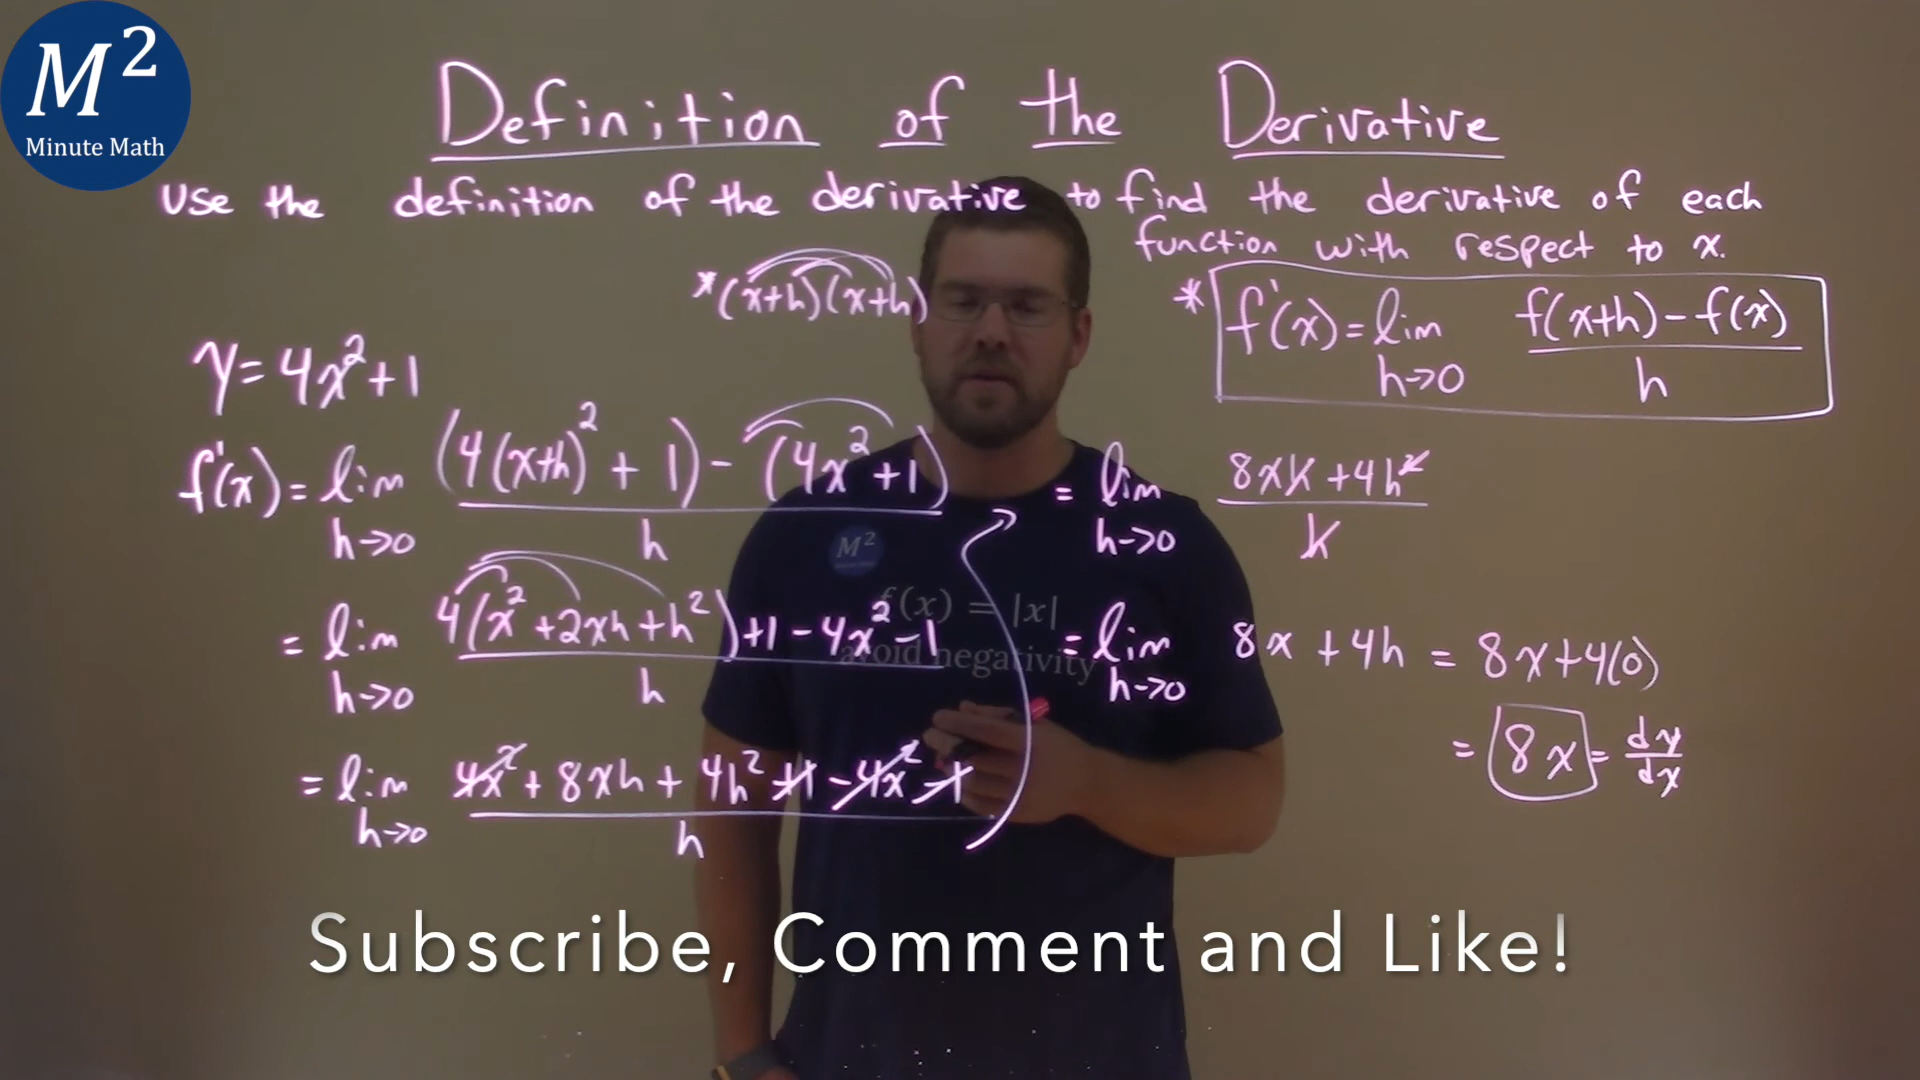 M²
Minute Math
Definition of the Derivative
Use the definition of the derivative to find the derivative of each
function with respect to x.
*(x+h)(x+h)
* f'(x) = lim h→0 (f(x+h) - f(x))/h
y = 4x² + 1
f'(x) = lim h→0 ((4(x+h)² + 1) - (4x² + 1))/h
= lim h→0 (4(x² + 2xh + h²) + 1 - 4x² - 1)/h
= lim h→0 (4x² + 8xh + 4h² + 1 - 4x² - 1)/h
= lim h→0 (8xh + 4h²)/h
= lim h→0 8x + 4h = 8x + 4(0)
= 8x = dy/dx
M²
f(x) = |x|
avoid negativity
Subscribe, Comment and Like!